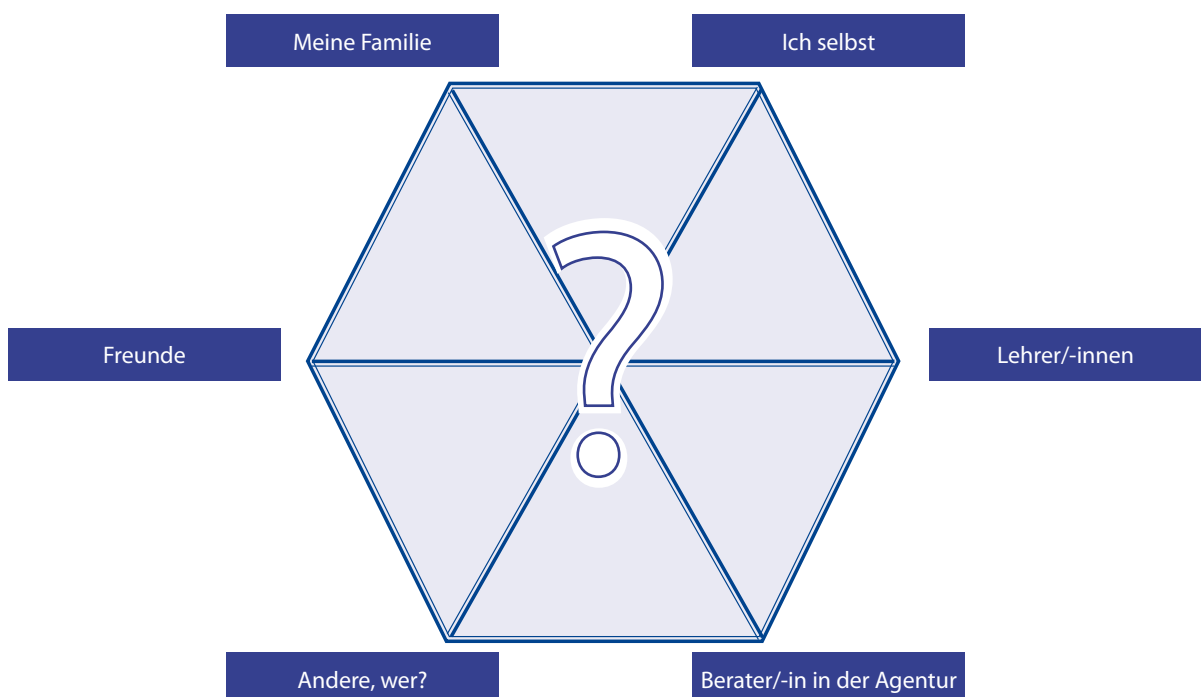 Meine Familie
Ich selbst
?
Freunde
Lehrer/-innen
Andere, wer?
Berater/-in in der Agentur